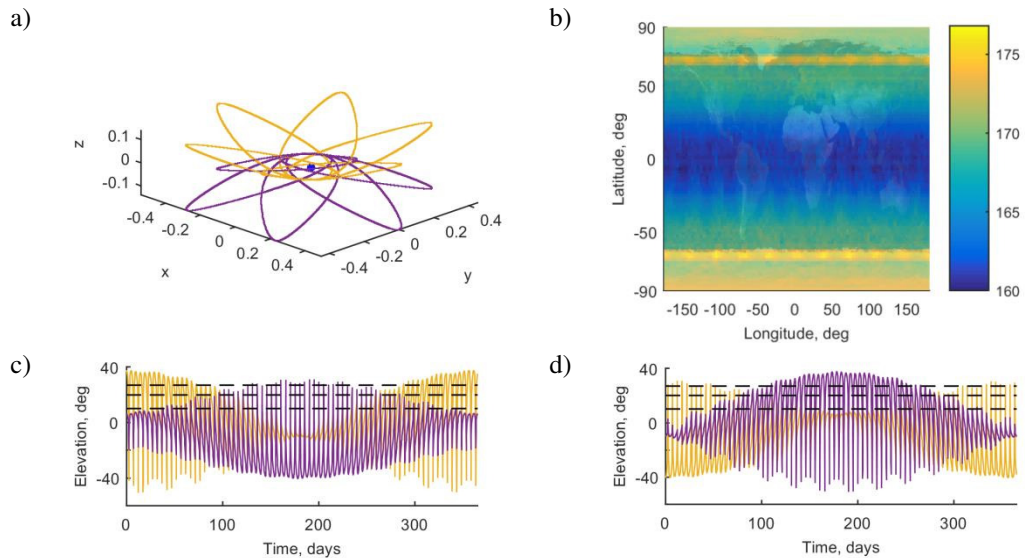 a)
z
0.1
0
-0.1
-0.4
-0.2
0
0.2
0.4
x
-0.4
-0.2
0
0.2
0.4
y
b)
90
50
0
-50
-90
Latitude, deg
-150 -100 -50 0 50 100 150
Longitude, deg
175
170
165
160
c)
40
0
-40
Elevation, deg
0 100 200 300
Time, days
d)
40
0
-40
Elevation, deg
0 100 200 300
Time, days